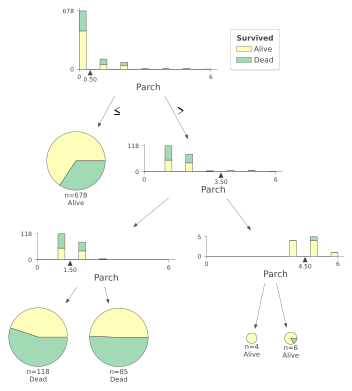 678
0
0 0.50 6
Parch
Survived
Alive
Dead
≤ >
n=678
Alive
118
0
0 1 2 3.50 6
Parch
118
0
0 1.50 6
Parch
5
0
0 4.50 6
Parch
n=118
Dead
n=85
Dead
n=4
Alive
n=6
Alive